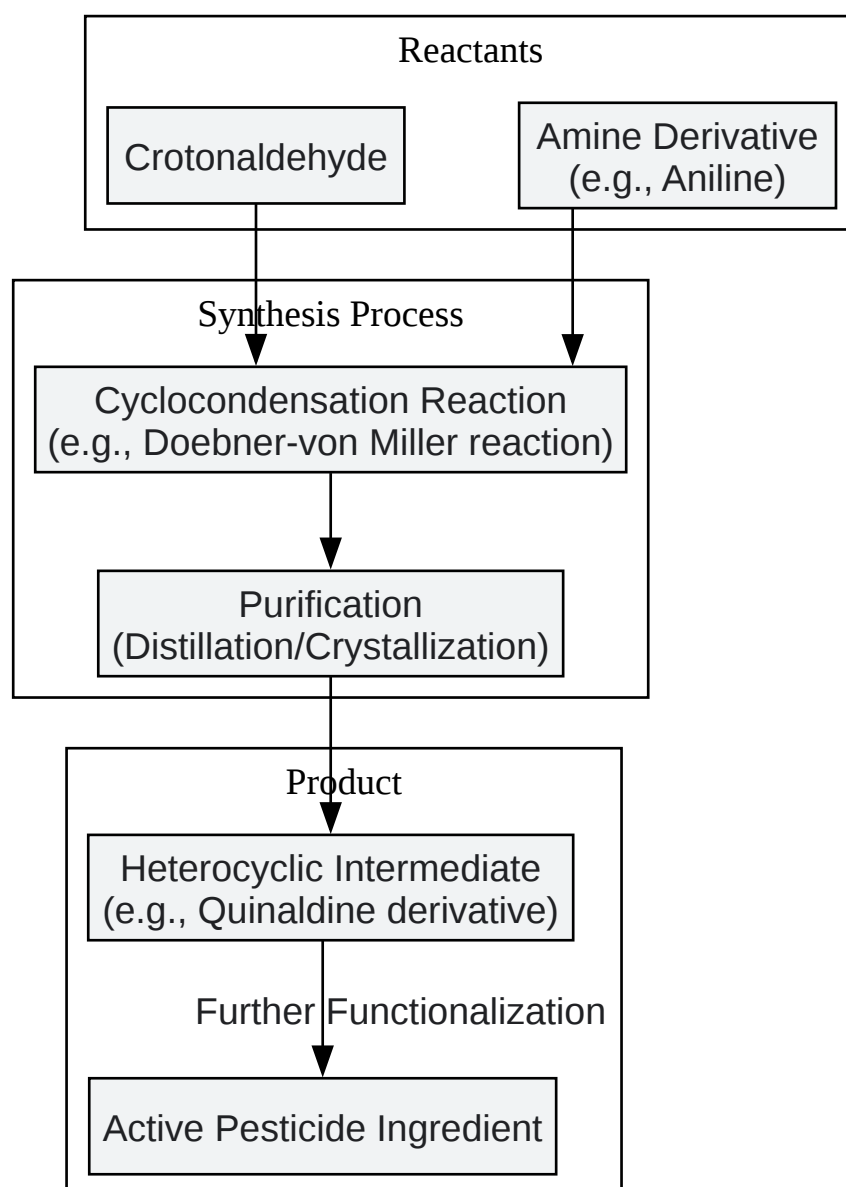 Reactants
Crotonaldehyde
Amine Derivative
(e.g., Aniline)
Synthesis Process
Cyclocondensation Reaction
(e.g., Doebner-von Miller reaction)
Purification
(Distillation/Crystallization)
Product
Heterocyclic Intermediate
(e.g., Quinaldine derivative)
Further Functionalization
Active Pesticide Ingredient